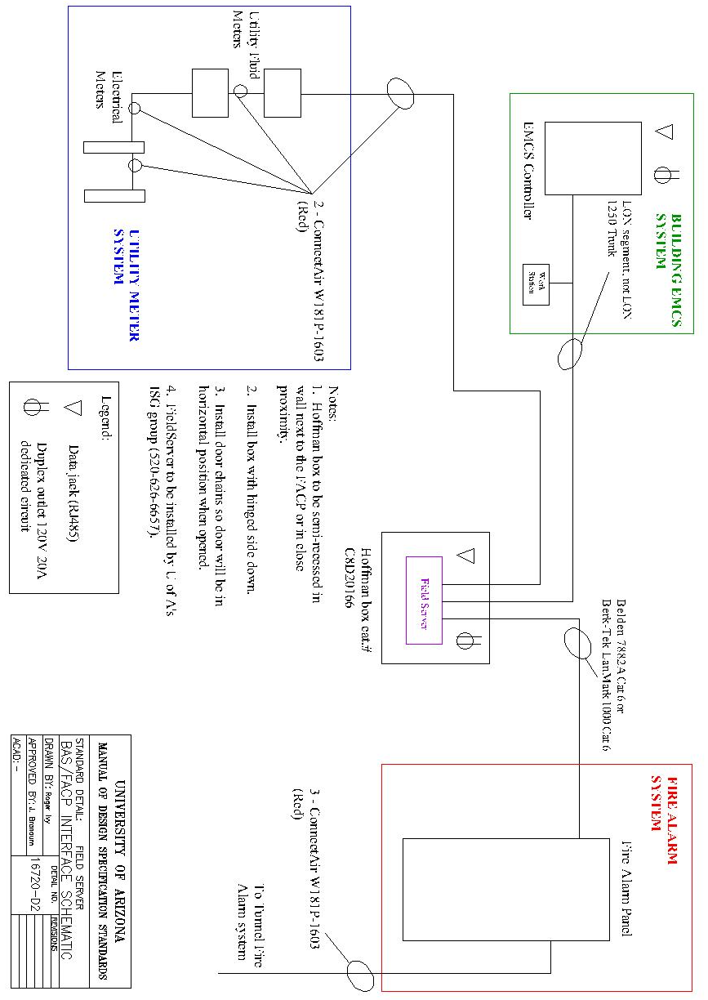 BUILDING EMCS
SYSTEM
LON segment, not LON
1250 Trunk
EMCS Controller
Work
Station
Utility Fluid
Meters
Electrical
Meters
2 - ConnectAir W181P-1603
(Red)
UTILITY METER
SYSTEM
Belden 7882A Cat 6 or
Berk-Tek LanMark 1000 Cat 6
Field Server
Hoffman box cat.#
C8D20166
FIRE ALARM
SYSTEM
Fire Alarm Panel
3 - ConnectAir W181P-1603
(Red)
To Tunnel Fire
Alarm system
Notes:
1. Hoffman box to be semi-recessed in
wall next to the FACP or in close
proximity.
2. Install box with hinged side down.
3. Install door chains so door will be in
horizontal position when opened.
4. FieldServer to be installed by U of A's
ISG group (520-626-6657).
Legend:
Data jack (RJ485)
Duplex outlet 120V 20A
dedicated circuit
UNIVERSITY OF ARIZONA
MANUAL OF DESIGN SPECIFICATION STANDARDS
STANDARD DETAIL: FIELD SERVER
BAS/FACP INTERFACE SCHEMATIC
DRAWN BY: Roger Ivy
DETAIL NO.
REVISIONS
APPROVED BY: J. Branaum
16720-D2
ACAD: -